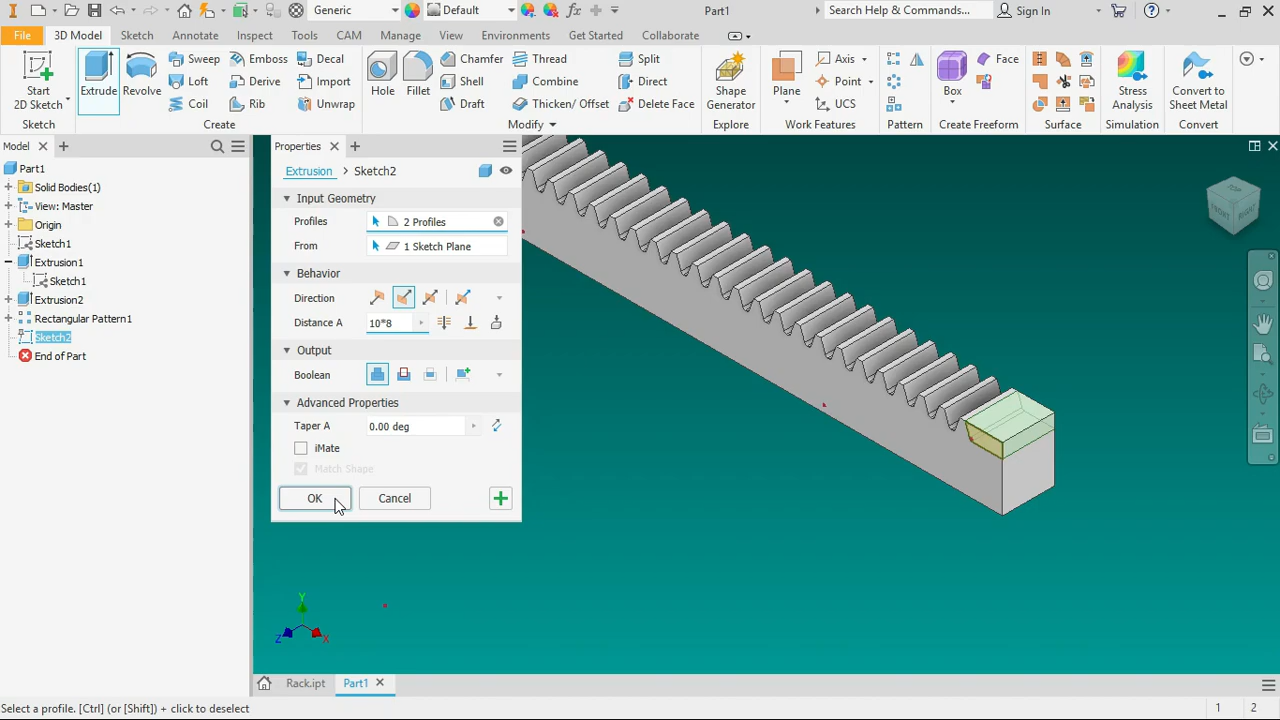 Generic
Default
Part1
Search Help & Commands...
Sign In
File
3D Model
Sketch
Annotate
Inspect
Tools
CAM
Manage
View
Environments
Get Started
Collaborate
Start
2D Sketch
Extrude
Revolve
Sweep
Loft
Coil
Emboss
Derive
Rib
Decal
Import
Unwrap
Hole
Fillet
Chamfer
Shell
Draft
Thread
Combine
Thicken/ Offset
Split
Direct
Delete Face
Shape
Generator
Plane
Axis
Point
UCS
Box
Face
Stress
Analysis
Convert to
Sheet Metal
Sketch
Create
Modify
Explore
Work Features
Pattern
Create Freeform
Surface
Simulation
Convert
Model
Part1
Solid Bodies(1)
View: Master
Origin
Sketch1
Extrusion1
Sketch1
Extrusion2
Rectangular Pattern1
Sketch2
End of Part
Properties
Extrusion > Sketch2
Input Geometry
Profiles
2 Profiles
From
1 Sketch Plane
Behavior
Direction
Distance A
10*8
Output
Boolean
Advanced Properties
Taper A
0.00 deg
iMate
Match Shape
OK
Cancel
FRONT
RIGHT
Y
Z
X
Rack.ipt
Part1
Select a profile. [Ctrl] (or [Shift]) + click to deselect
1
2